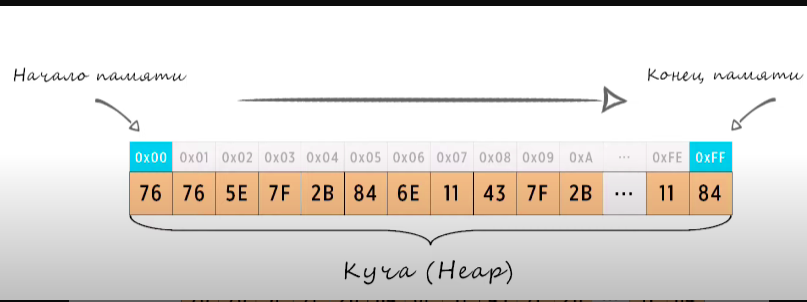 Начало памяти
Конец памяти
0x00 0x01 0x02 0x03 0x04 0x05 0x06 0x07 0x08 0x09 0xA ... 0xFE 0xFF
76 76 5E 7F 2B 84 6E 11 43 7F 2B ... 11 84
Куча (Heap)